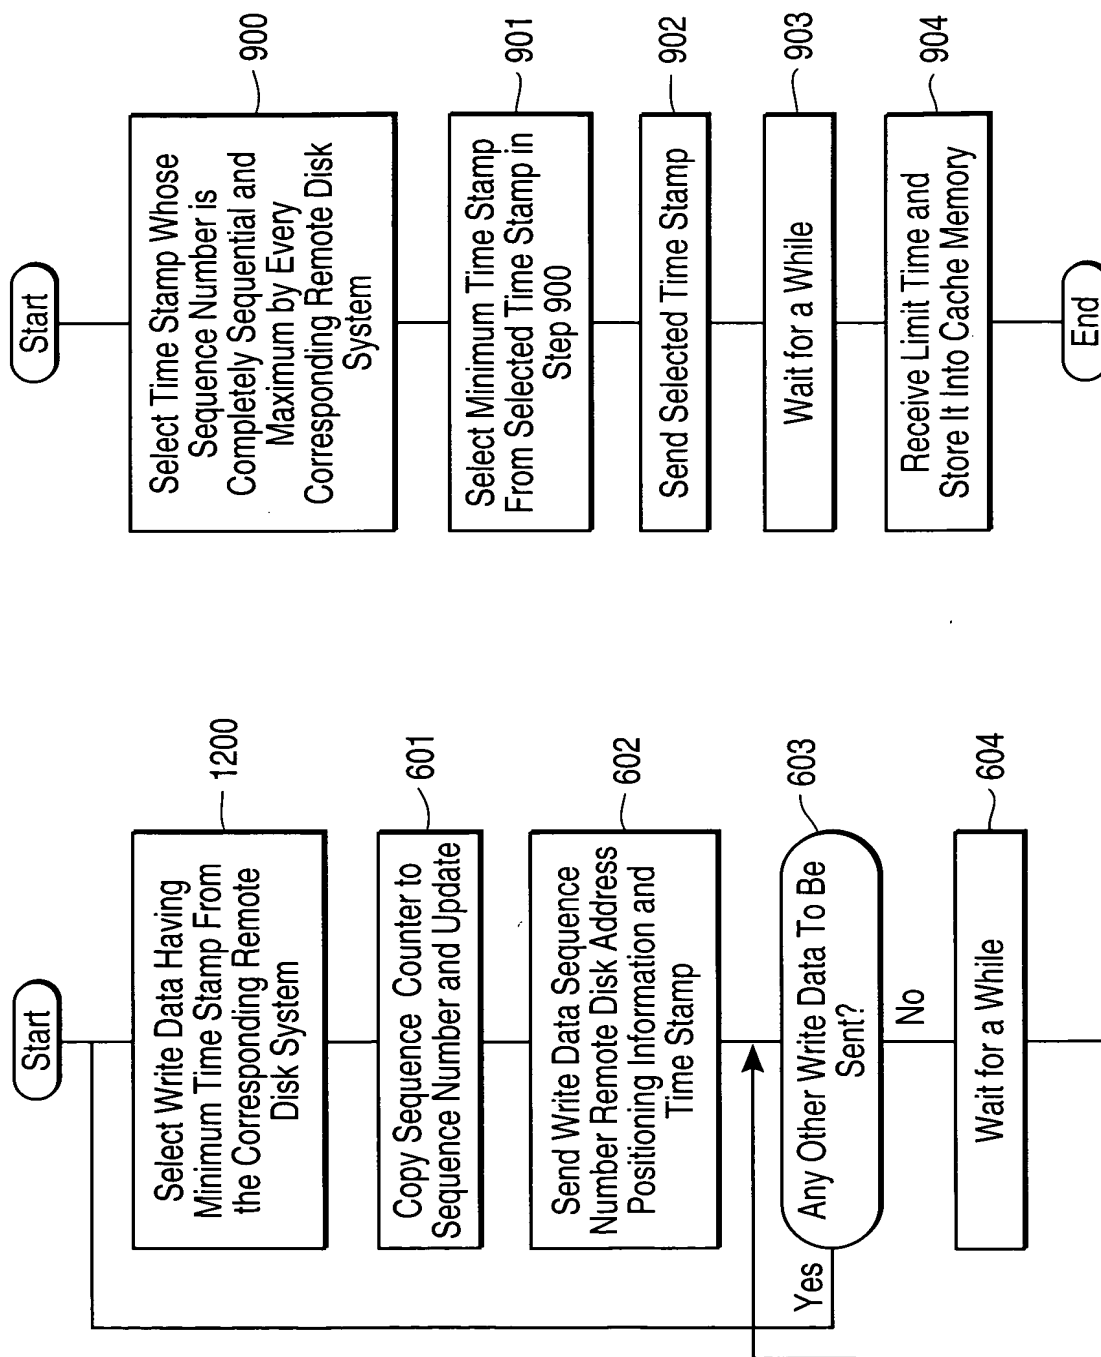 Start
Select Write Data Having
Minimum Time Stamp From
the Corresponding Remote
Disk System
1200
Copy Sequence Counter to
Sequence Number and Update
601
Send Write Data Sequence
Number Remote Disk Address
Positioning Information and
Time Stamp
602
Any Other Write Data To Be
Sent?
603
Yes
No
Wait for a While
604
Start
Select Time Stamp Whose
Sequence Number is
Completely Sequential and
Maximum by Every
Corresponding Remote Disk
System
900
Select Minimum Time Stamp
From Selected Time Stamp in
Step 900
901
Send Selected Time Stamp
902
Wait for a While
903
Receive Limit Time and
Store It Into Cache Memory
904
End